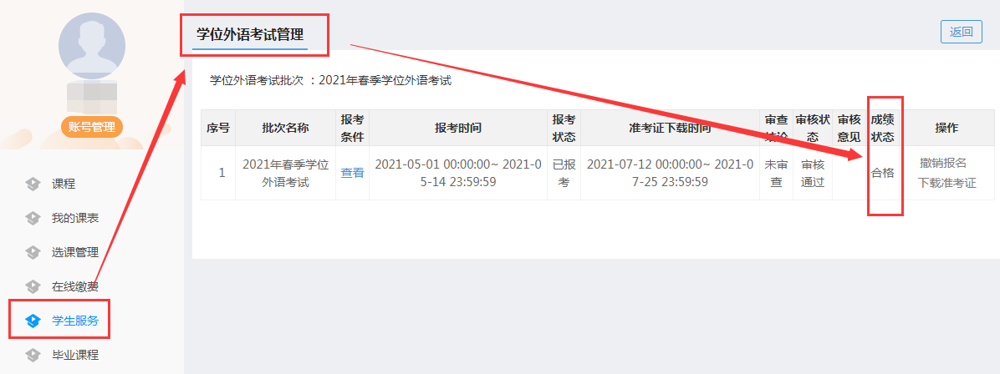 账号管理
课程
我的课表
选课管理
在线缴费
学生服务
毕业课程
学位外语考试管理
返回
学位外语考试批次 ：2021年春季学位外语考试
序号
批次名称
报考
条件
报考时间
报考
状态
准考证下载时间
审查
结论
审核状
态
审核
意见
成绩
状态
操作
1
2021年春季学位
外语考试
查看
2021-05-01 00:00:00~ 2021-0
5-14 23:59:59
已报
考
2021-07-12 00:00:00~ 2021-0
7-25 23:59:59
未审
查
审核
通过
合格
撤销报名
下载准考证